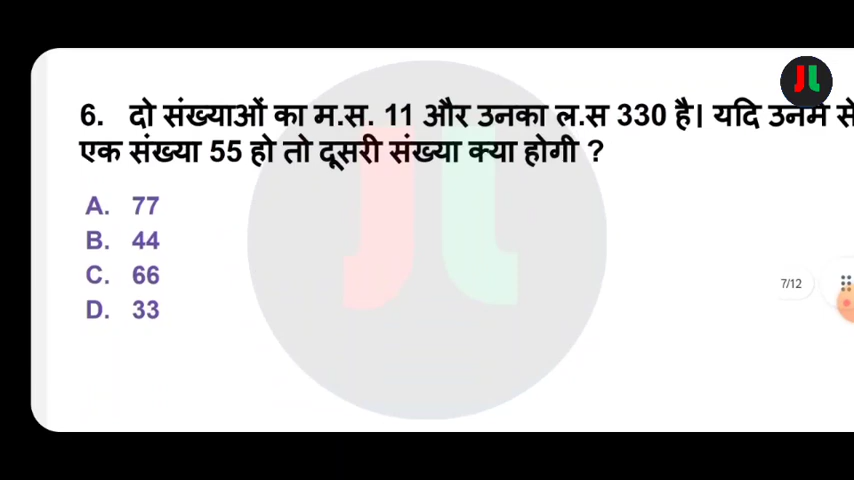 6. दो संख्याओं का म.स. 11 और उनका ल.स 330 है। यदि उनमें से
एक संख्या 55 हो तो दूसरी संख्या क्या होगी ?
A. 77
B. 44
C. 66
D. 33
7/12